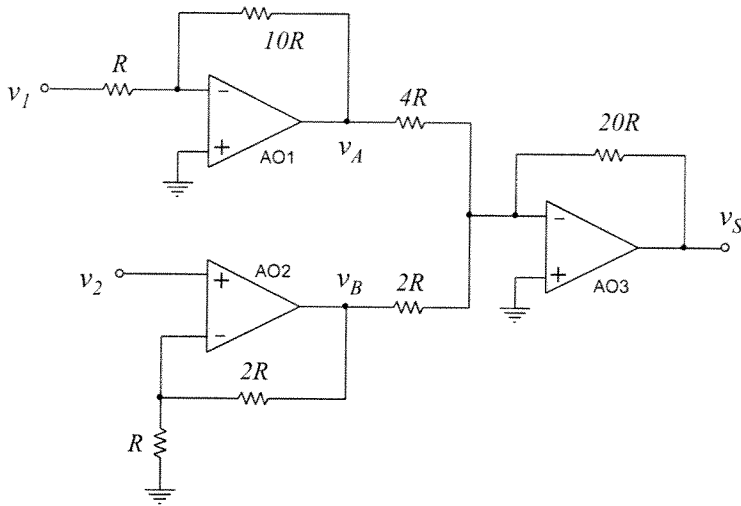 10R
R
v1
−
+
AO1
vA
4R
20R
−
+
AO3
vS
v2
+
−
AO2
vB
2R
2R
R